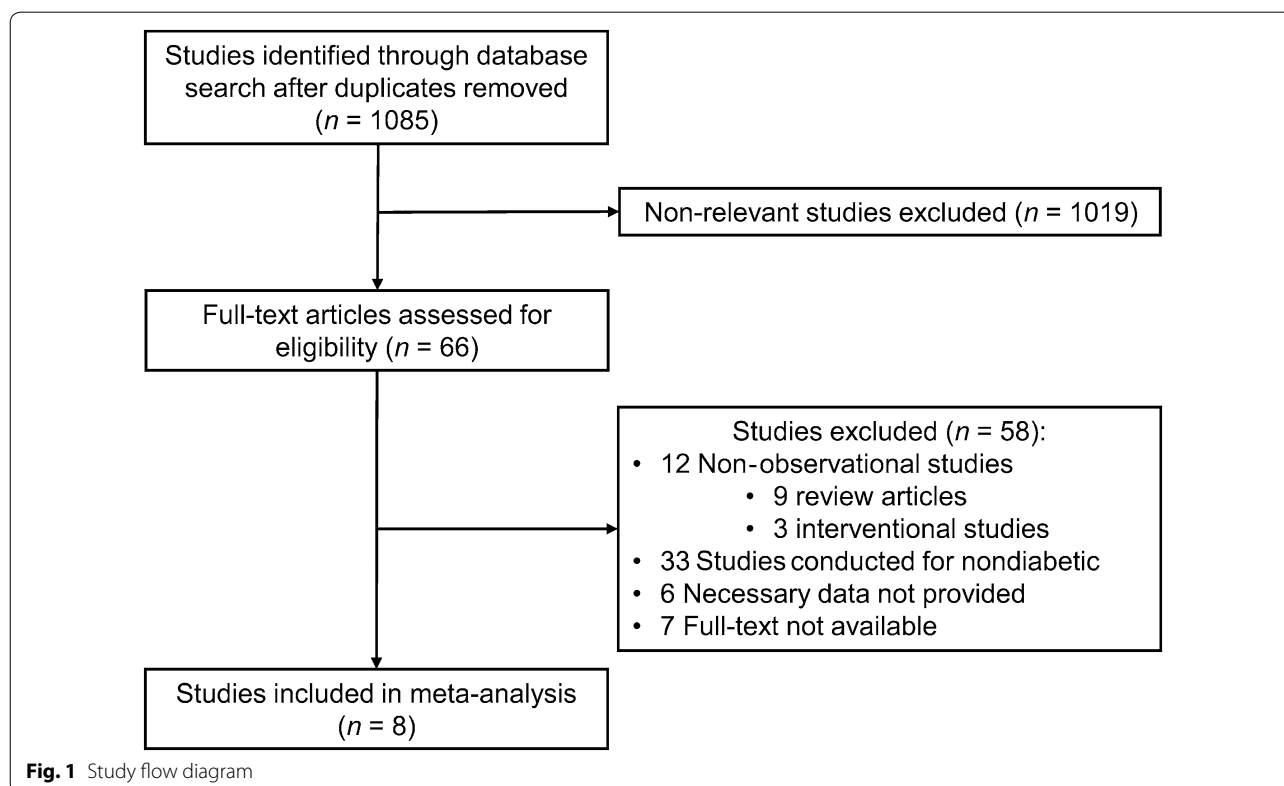 Studies identified through database
search after duplicates removed
(n = 1085)
Non-relevant studies excluded (n = 1019)
Full-text articles assessed for
eligibility (n = 66)
Studies excluded (n = 58):
• 12 Non-observational studies
• 9 review articles
• 3 interventional studies
• 33 Studies conducted for nondiabetic
• 6 Necessary data not provided
• 7 Full-text not available
Studies included in meta-analysis
(n = 8)
Fig. 1 Study flow diagram